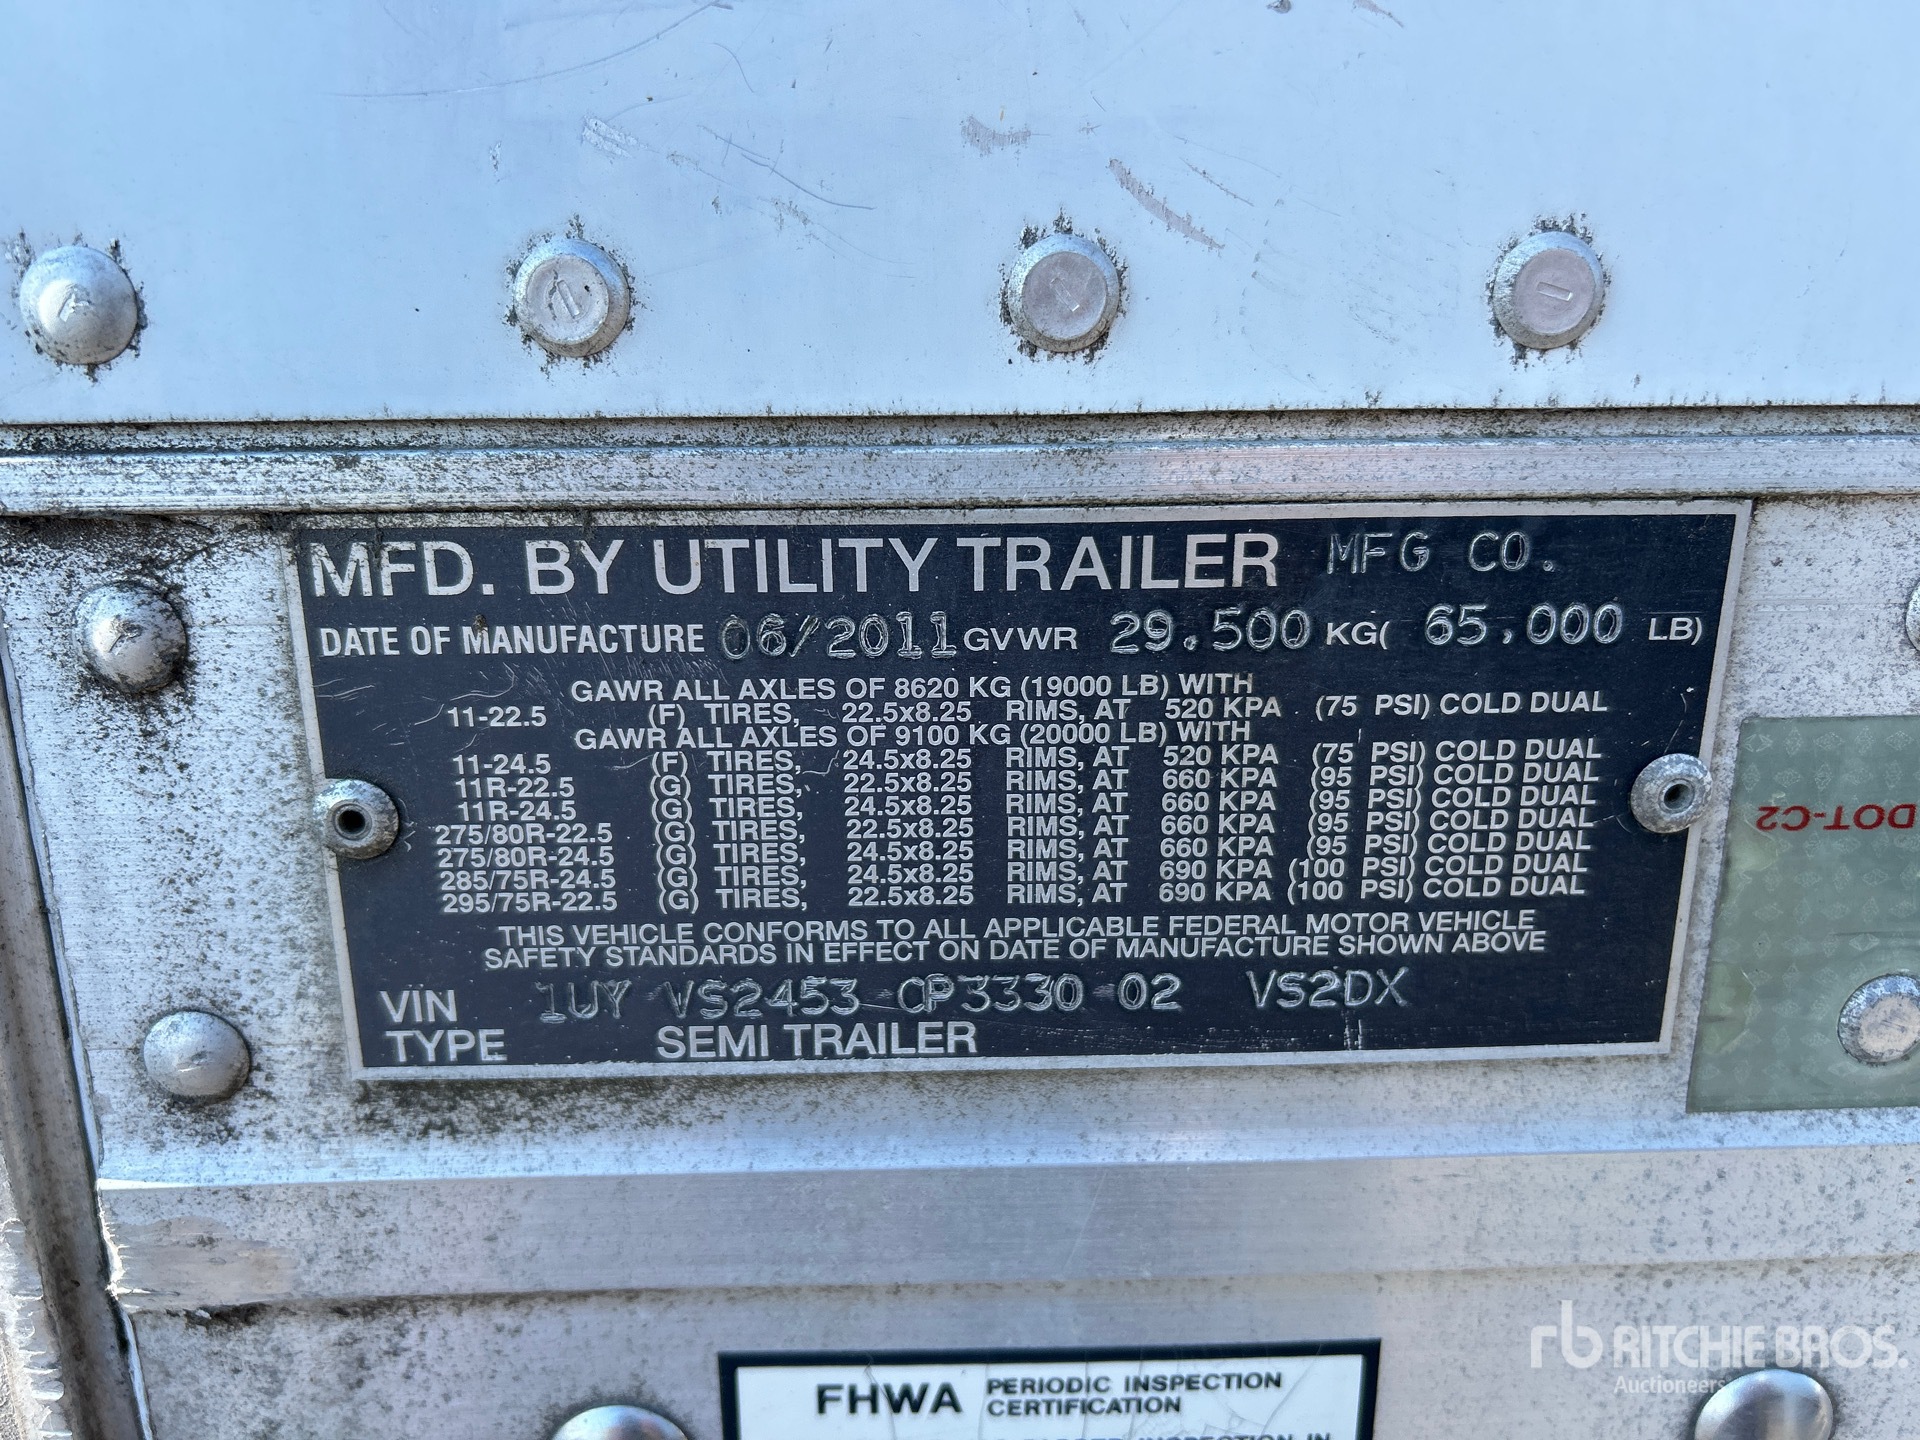 MFD. BY UTILITY TRAILER MFG CO.
DATE OF MANUFACTURE 06/2011 GVWR 29.500 KG( 65,000 LB)
GAWR ALL AXLES OF 8620 KG (19000 LB) WITH
11-22.5 (F) TIRES, 22.5x8.25 RIMS, AT 520 KPA (75 PSI) COLD DUAL
GAWR ALL AXLES OF 9100 KG (20000 LB) WITH
11-24.5 (F) TIRES, 24.5x8.25 RIMS, AT 520 KPA (75 PSI) COLD DUAL
11R-22.5 (G) TIRES, 22.5x8.25 RIMS, AT 660 KPA (95 PSI) COLD DUAL
11R-24.5 (G) TIRES, 24.5x8.25 RIMS, AT 660 KPA (95 PSI) COLD DUAL
275/80R-22.5 (G) TIRES, 22.5x8.25 RIMS, AT 660 KPA (95 PSI) COLD DUAL
275/80R-24.5 (G) TIRES, 24.5x8.25 RIMS, AT 660 KPA (95 PSI) COLD DUAL
285/75R-24.5 (G) TIRES, 24.5x8.25 RIMS, AT 690 KPA (100 PSI) COLD DUAL
295/75R-22.5 (G) TIRES, 22.5x8.25 RIMS, AT 690 KPA (100 PSI) COLD DUAL
THIS VEHICLE CONFORMS TO ALL APPLICABLE FEDERAL MOTOR VEHICLE
SAFETY STANDARDS IN EFFECT ON DATE OF MANUFACTURE SHOWN ABOVE
VIN 1UY VS2453 CP3330 02 VS2DX
TYPE SEMI TRAILER
DOT-C2
FHWA PERIODIC INSPECTION
CERTIFICATION
INSPECTION IN
rb RITCHIE BROS.
Auctioneers